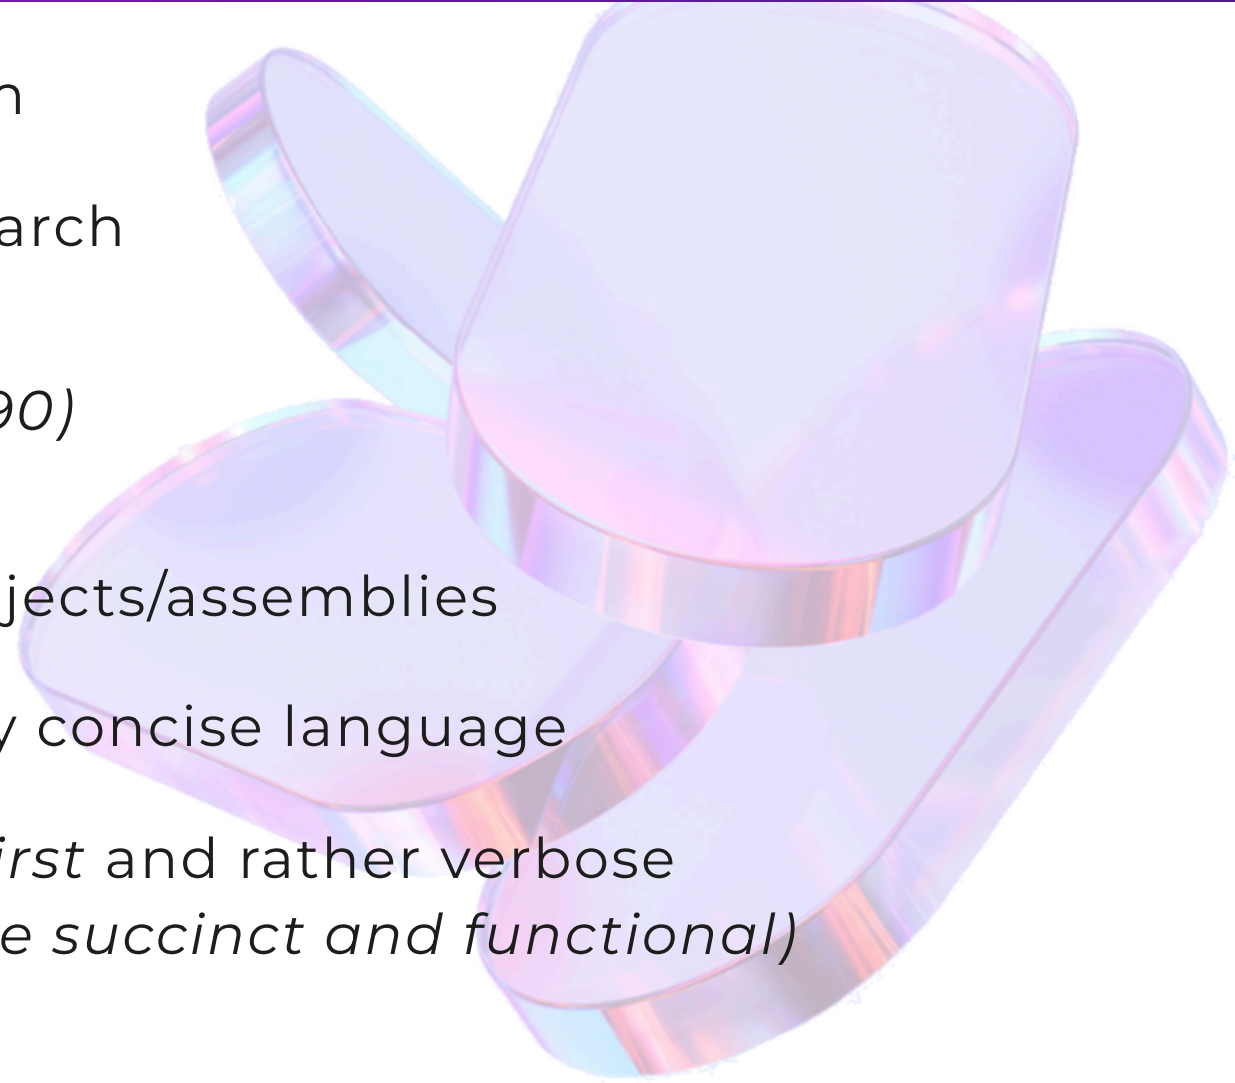 n
arch
90)
jects/assemblies
y concise language
irst and rather verbose
e succinct and functional)